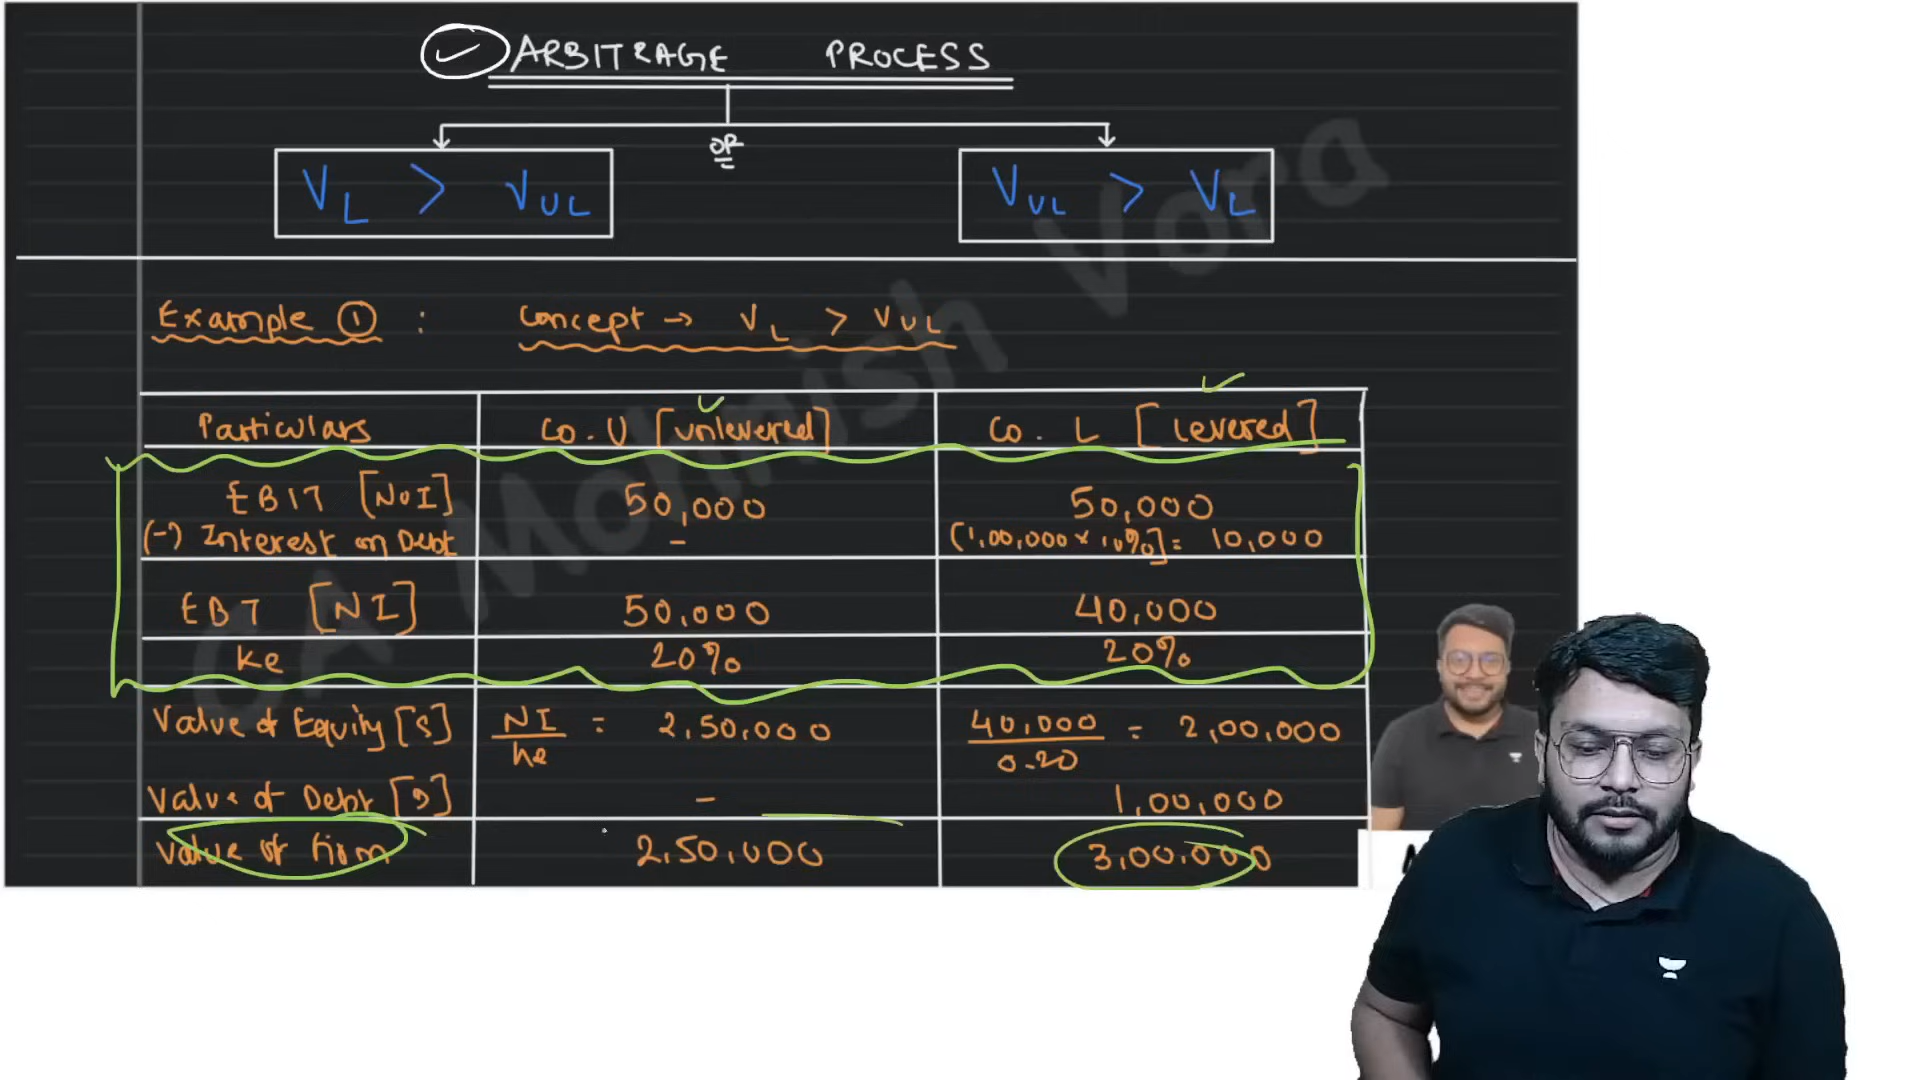 ARBITRAGE PROCESS
OR
VL > VUL
VUL > VL
Example ① : Concept → VL > VUL
Particulars Co. U [unlevered] Co. L [Levered]
EBIT [NOI] 50,000 50,000
(-) Interest on Debt - [1,00,000 × 10%] = 10,000
EBT [NI] 50,000 40,000
Ke 20% 20%
Value of Equity [S] NI/ke = 2,50,000 40,000/0.20 = 2,00,000
Value of Debt [D] - 1,00,000
Value of Firm 2,50,000 3,00,000
CA Mohnish Vora